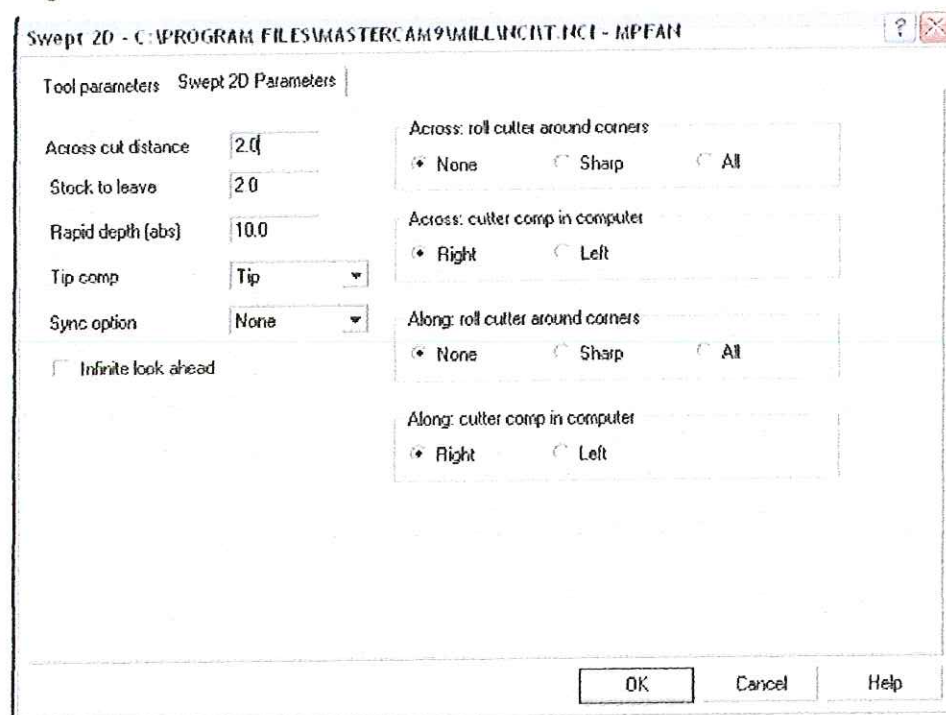 Swept 2D - C:\PROGRAM FILES\MASTERCAM9\MILL\NCI\T.NCI - MPFAN
Tool parameters Swept 2D Parameters
Across cut distance 2.0
Stock to leave 2.0
Rapid depth (abs) 10.0
Tip comp Tip
Sync option None
Infinite look ahead
Across: roll cutter around corners
None Sharp All
Across: cutter comp in computer
Right Left
Along: roll cutter around corners
None Sharp All
Along: cutter comp in computer
Right Left
OK Cancel Help